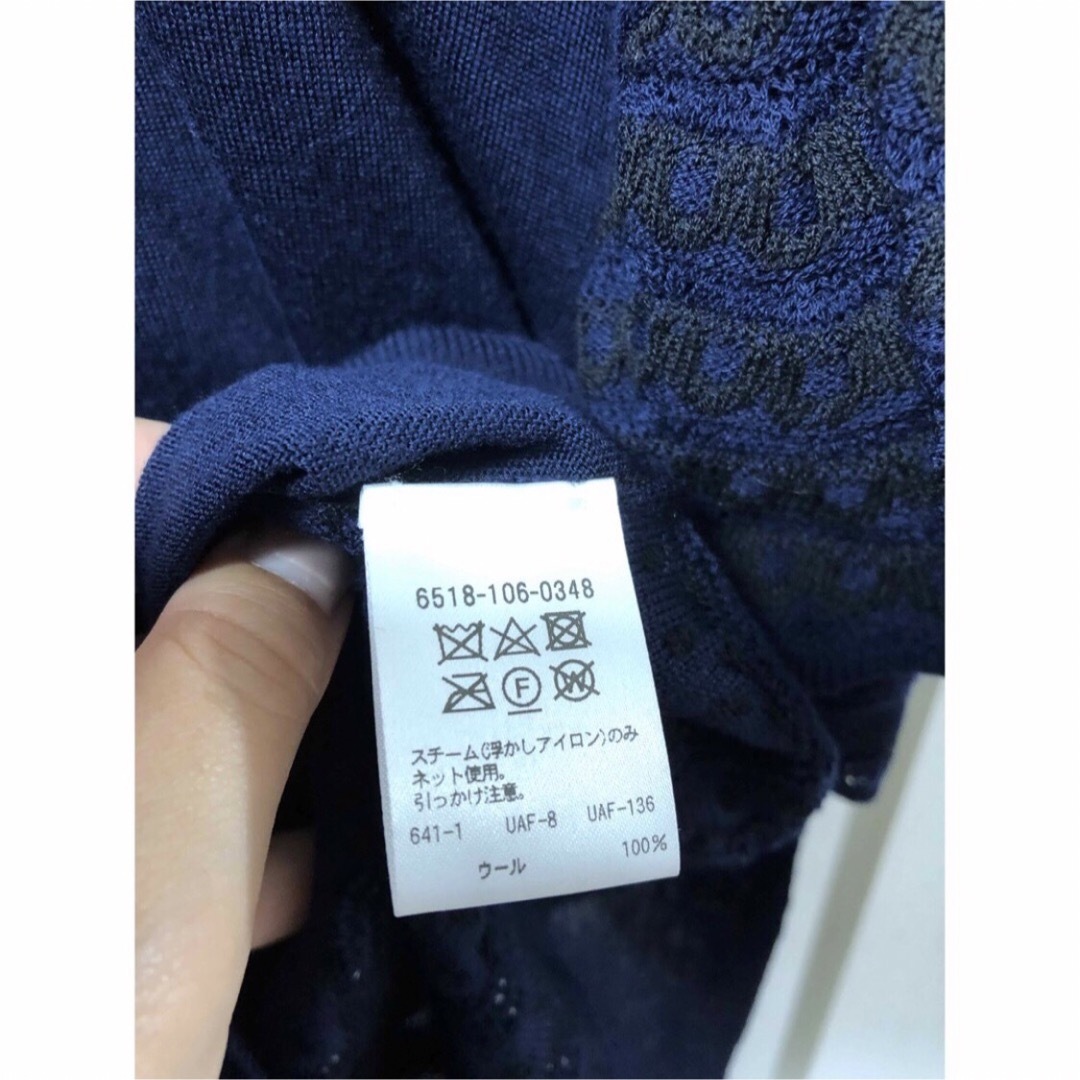 6518-106-0348
F W
スチーム(浮かしアイロン)のみ
ネット使用。
引っかけ注意。
641-1 UAF-8 UAF-136
ウール 100%